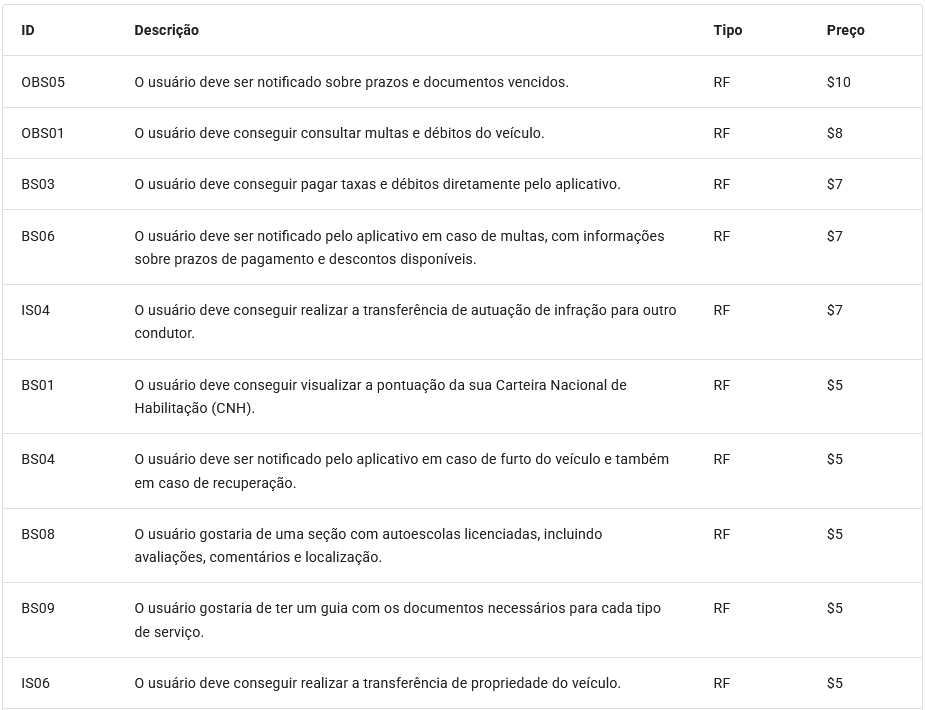 ID Descrição Tipo Preço
OBS05 O usuário deve ser notificado sobre prazos e documentos vencidos. RF $10
OBS01 O usuário deve conseguir consultar multas e débitos do veículo. RF $8
BS03 O usuário deve conseguir pagar taxas e débitos diretamente pelo aplicativo. RF $7
BS06 O usuário deve ser notificado pelo aplicativo em caso de multas, com informações RF $7
sobre prazos de pagamento e descontos disponíveis.
IS04 O usuário deve conseguir realizar a transferência de autuação de infração para outro RF $7
condutor.
BS01 O usuário deve conseguir visualizar a pontuação da sua Carteira Nacional de RF $5
Habilitação (CNH).
BS04 O usuário deve ser notificado pelo aplicativo em caso de furto do veículo e também RF $5
em caso de recuperação.
BS08 O usuário gostaria de uma seção com autoescolas licenciadas, incluindo RF $5
avaliações, comentários e localização.
BS09 O usuário gostaria de ter um guia com os documentos necessários para cada tipo RF $5
de serviço.
IS06 O usuário deve conseguir realizar a transferência de propriedade do veículo. RF $5